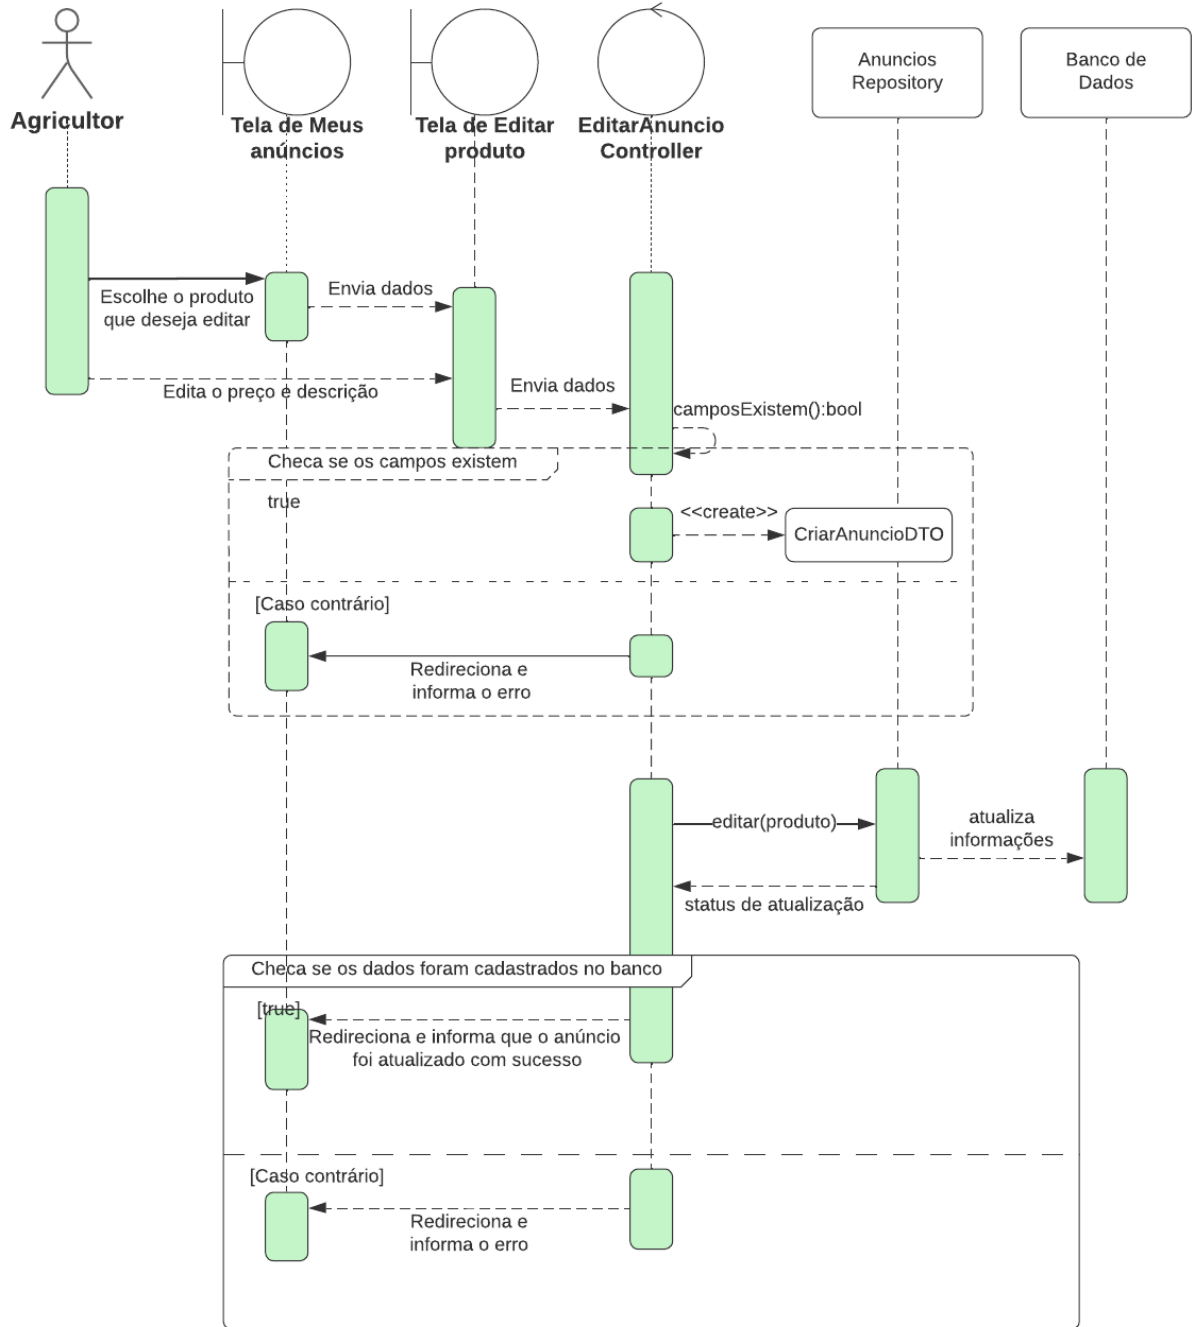 Anuncios
Repository
Banco de
Dados
Agricultor
Tela de Meus
anúncios
Tela de Editar
produto
EditarAnuncio
Controller
Escolhe o produto
que deseja editar
Envia dados
Edita o preço e descrição
Envia dados
camposExistem():bool
Checa se os campos existem
true
<<create>>
CriarAnuncioDTO
[Caso contrário]
Redireciona e
informa o erro
editar(produto)
atualiza
informações
status de atualização
Checa se os dados foram cadastrados no banco
[true]
Redireciona e informa que o anúncio
foi atualizado com sucesso
[Caso contrário]
Redireciona e
informa o erro